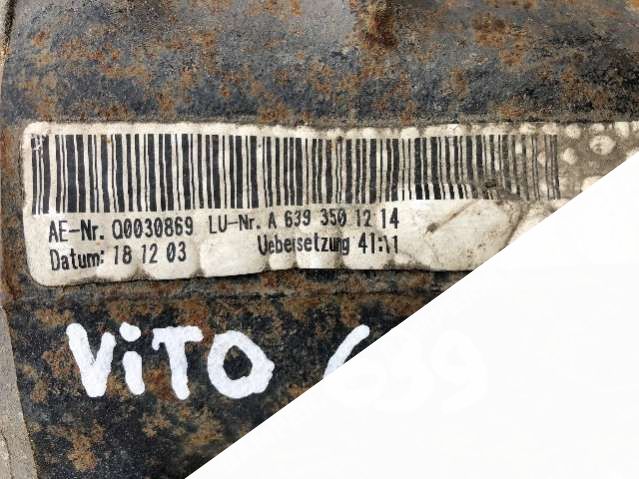 AE-Nr. Q0030869 LU-Nr. A 639 350 12 14
Datum: 18 12 03 Uebersetzung 41:11
ViTO